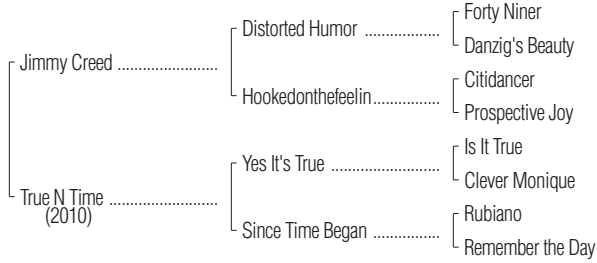 Forty Niner
Distorted Humor ..................
Danzig's Beauty
Jimmy Creed ........................
Citidancer
Hookedonthefeelin................
Prospective Joy
Is It True
Yes It's True .......................
Clever Monique
True N Time ..........................
(2010)
Rubiano
Since Time Began ................
Remember the Day